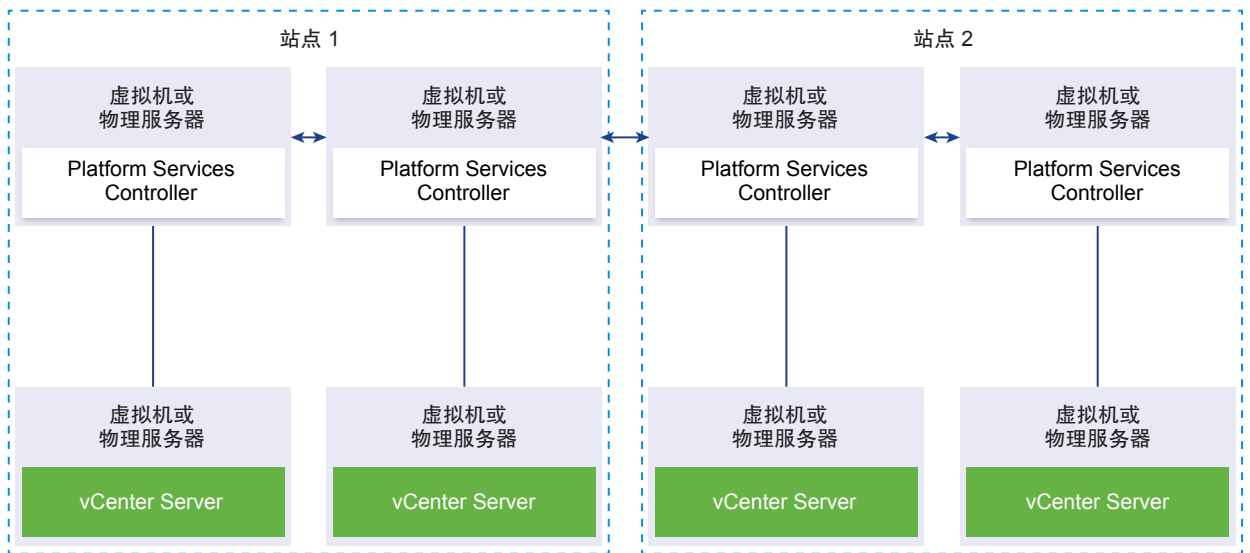 站点 1
站点 2
虚拟机或
物理服务器
Platform Services
Controller
虚拟机或
物理服务器
Platform Services
Controller
虚拟机或
物理服务器
Platform Services
Controller
虚拟机或
物理服务器
Platform Services
Controller
虚拟机或
物理服务器
vCenter Server
虚拟机或
物理服务器
vCenter Server
虚拟机或
物理服务器
vCenter Server
虚拟机或
物理服务器
vCenter Server